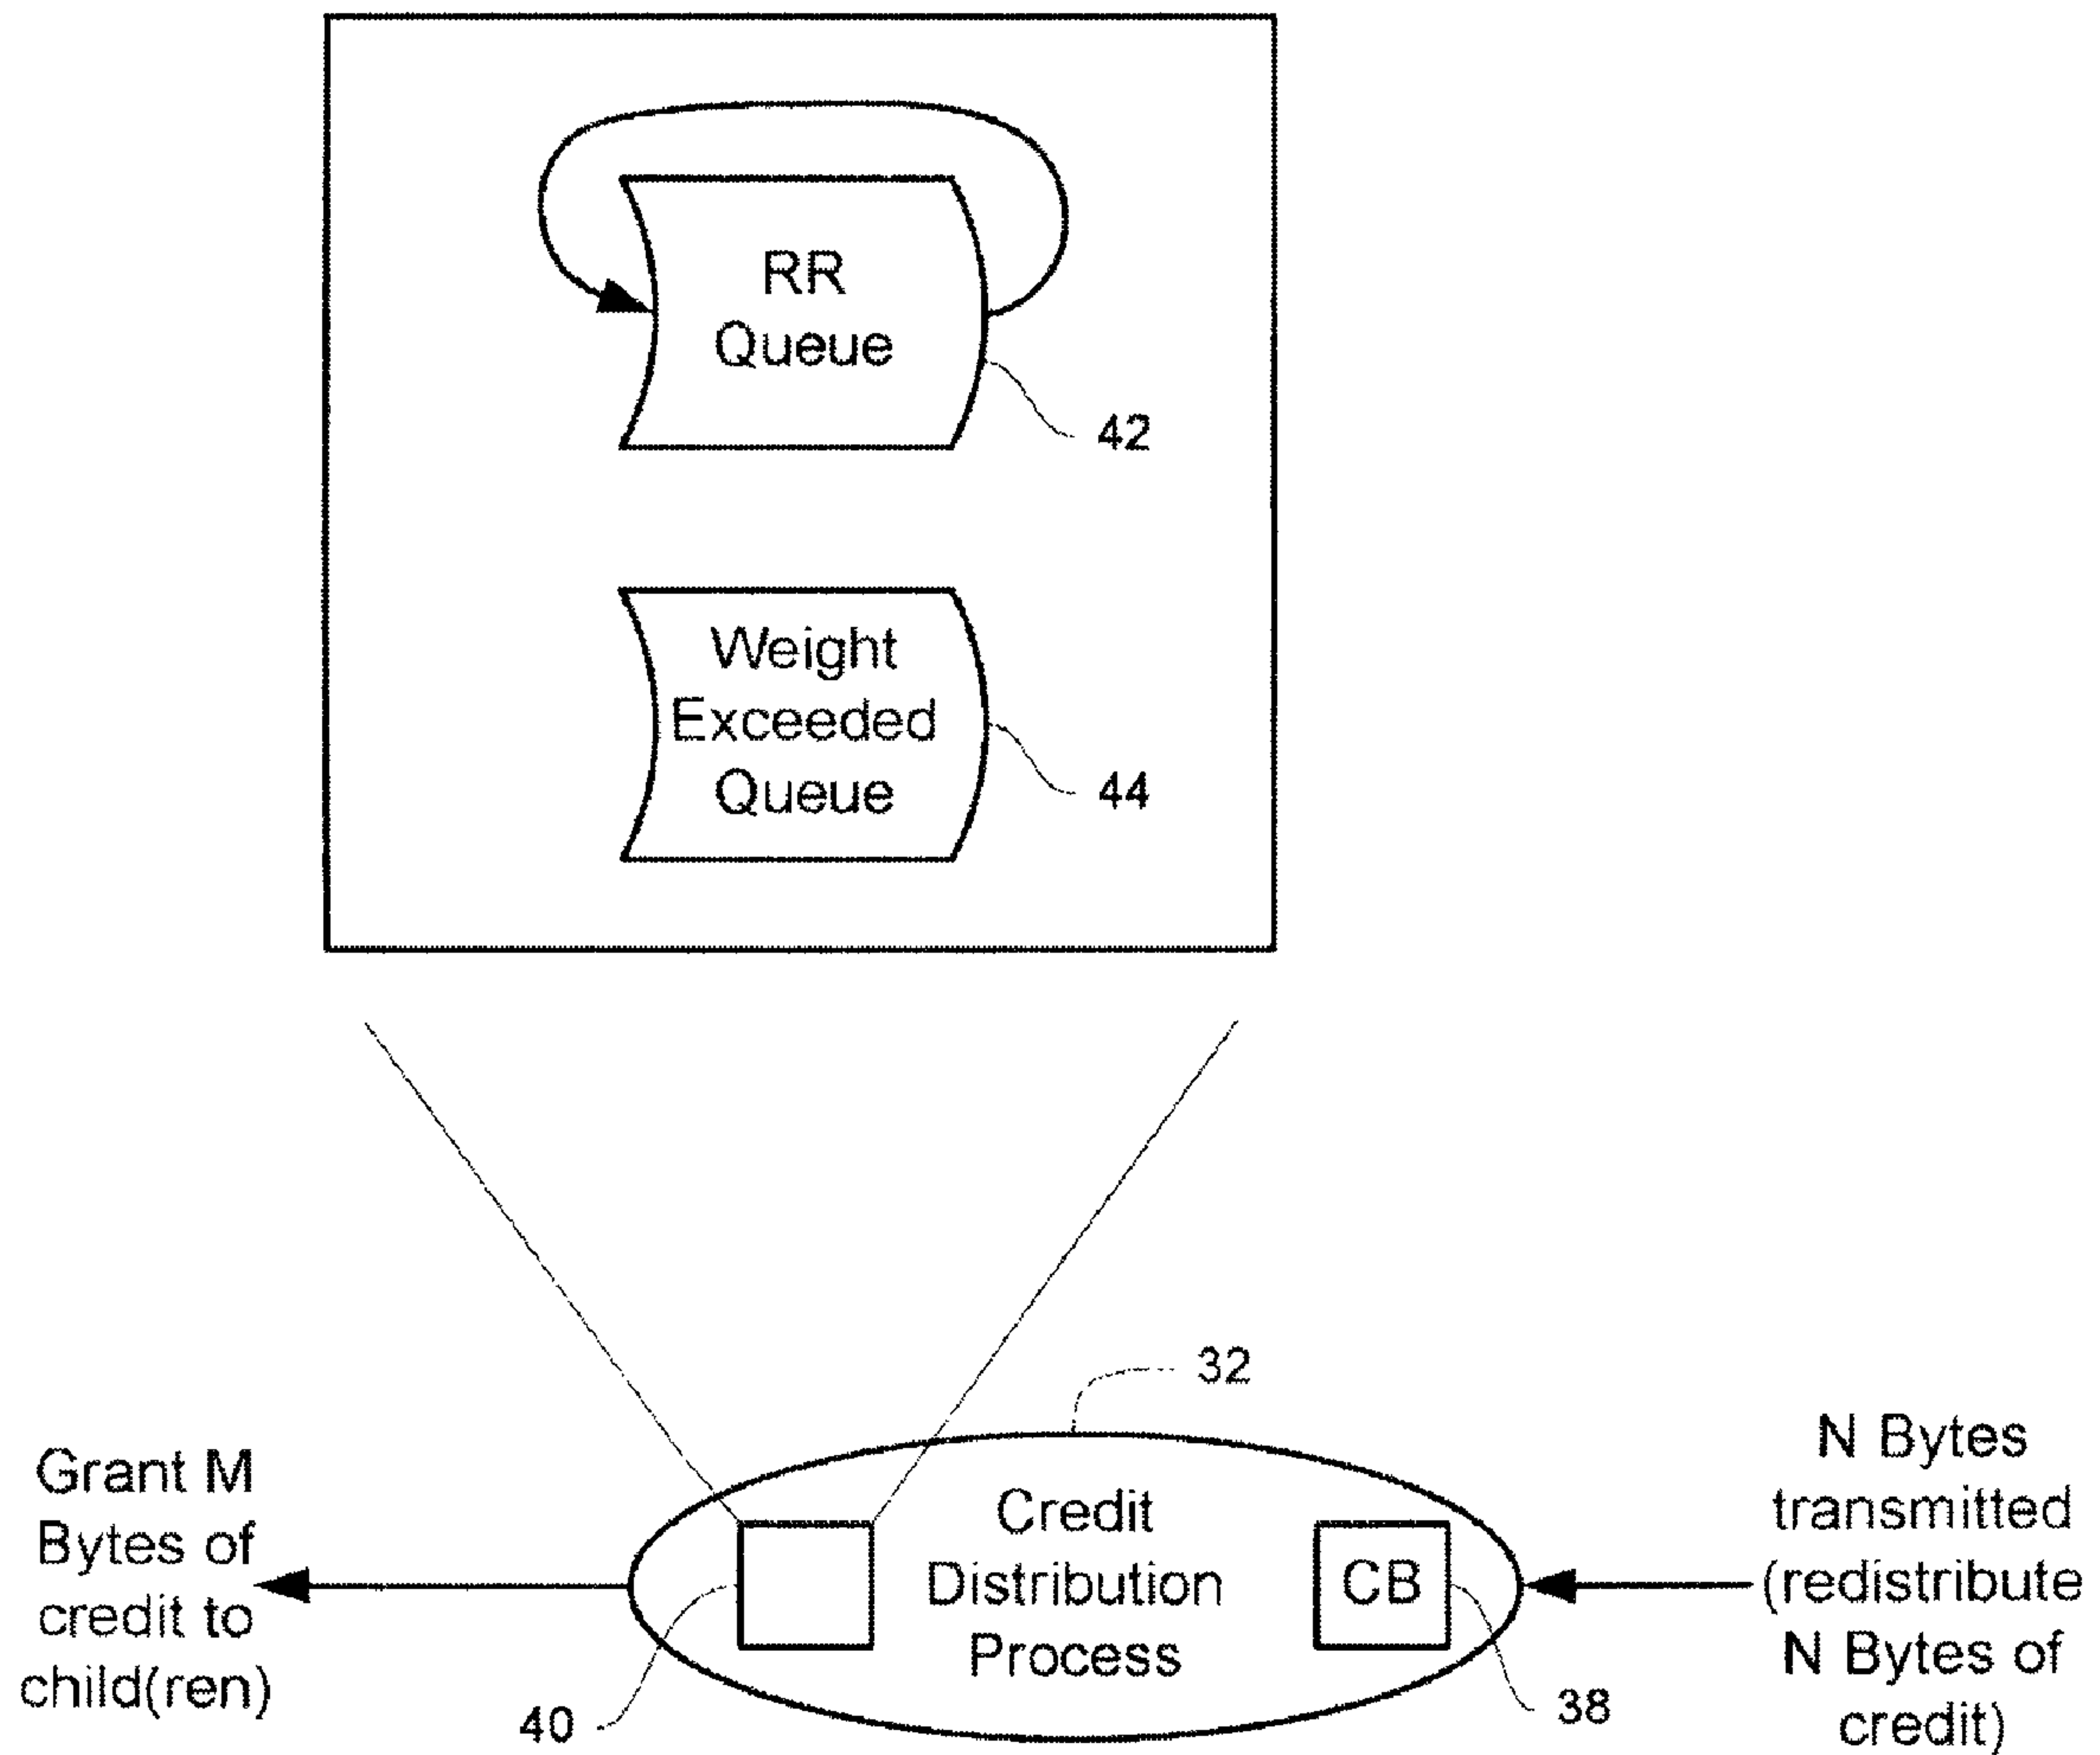 RR
Queue
42
Weight
Exceeded
Queue
44
32
Grant M
Bytes of
credit to
child(ren)
40
Credit
Distribution
Process
CB
38
N Bytes
transmitted
(redistribute
N Bytes of
credit)